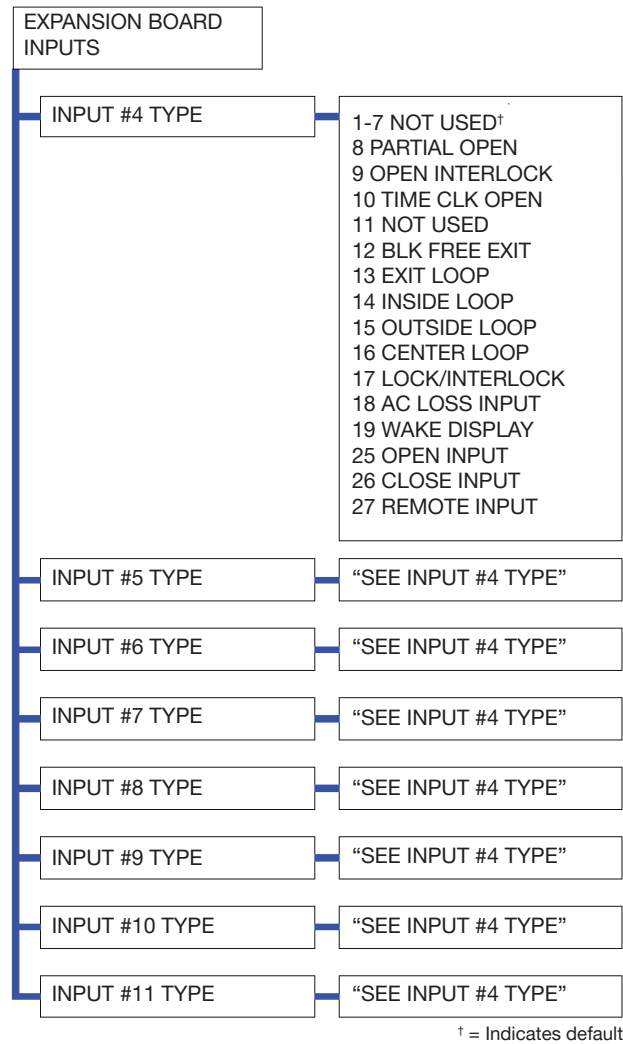 EXPANSION BOARD
INPUTS
INPUT #4 TYPE
1-7 NOT USED†
8 PARTIAL OPEN
9 OPEN INTERLOCK
10 TIME CLK OPEN
11 NOT USED
12 BLK FREE EXIT
13 EXIT LOOP
14 INSIDE LOOP
15 OUTSIDE LOOP
16 CENTER LOOP
17 LOCK/INTERLOCK
18 AC LOSS INPUT
19 WAKE DISPLAY
25 OPEN INPUT
26 CLOSE INPUT
27 REMOTE INPUT
INPUT #5 TYPE
“SEE INPUT #4 TYPE”
INPUT #6 TYPE
“SEE INPUT #4 TYPE”
INPUT #7 TYPE
“SEE INPUT #4 TYPE”
INPUT #8 TYPE
“SEE INPUT #4 TYPE”
INPUT #9 TYPE
“SEE INPUT #4 TYPE”
INPUT #10 TYPE
“SEE INPUT #4 TYPE”
INPUT #11 TYPE
“SEE INPUT #4 TYPE”
† = Indicates default